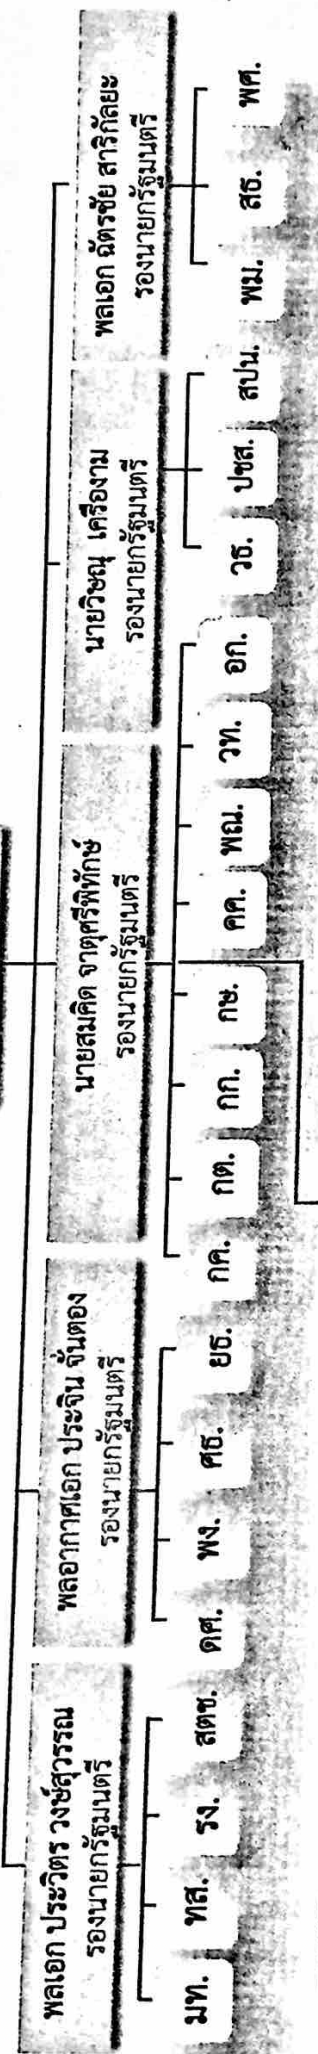 พลเอก ประวิตร วงษ์สุวรรณ
รองนายกรัฐมนตรี
มท.
ทส.
รง.
สตช.
พลอากาศเอก ประจิน จั่นตอง
รองนายกรัฐมนตรี
ดศ.
พง.
ศธ.
ยธ.
นายสมคิด จาตุศรีพิทักษ์
รองนายกรัฐมนตรี
กค.
กต.
กก.
กษ.
คค.
พณ.
วท.
อก.
นายวิษณุ เครืองาม
รองนายกรัฐมนตรี
วธ.
ปชส.
สปน.
พลเอก ฉัตรชัย สาริกัลยะ
รองนายกรัฐมนตรี
พม.
สธ.
พศ.